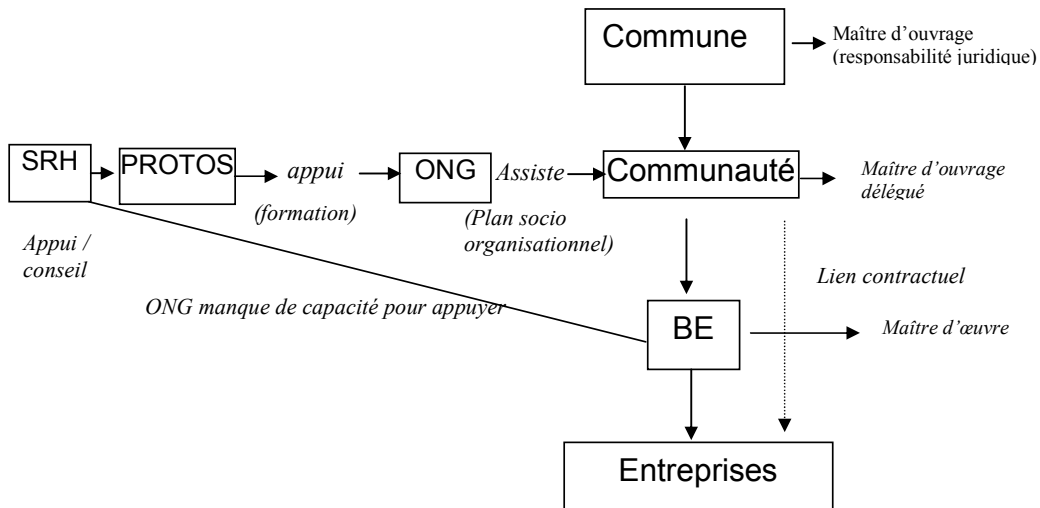 Commune
Maître d'ouvrage
(responsabilité juridique)
SRH
PROTOS
appui
ONG
Assiste
Communauté
Maître d'ouvrage
délégué
(formation)
(Plan socio
organisationnel)
Appui /
conseil
Lien contractuel
ONG manque de capacité pour appuyer
BE
Maître d'œuvre
Entreprises